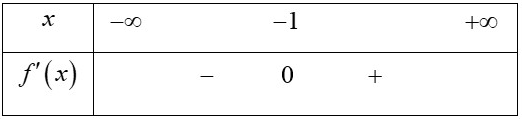 x −∞ −1 +∞
f′(x) − 0 +